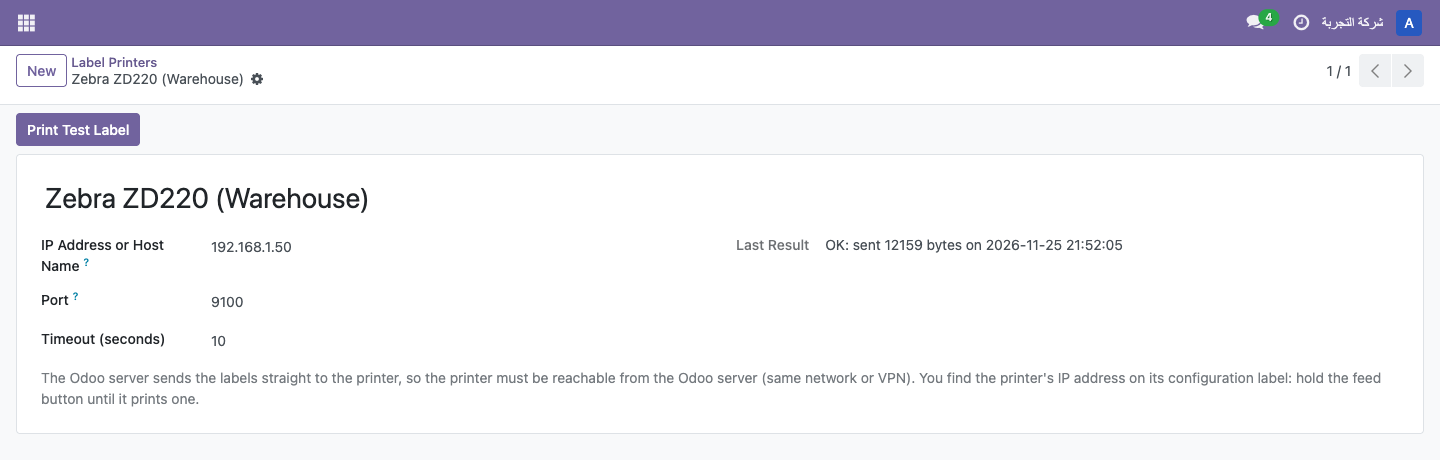 4
شركة التجربة
A
New
Label Printers
Zebra ZD220 (Warehouse)
1 / 1
Print Test Label
Zebra ZD220 (Warehouse)
IP Address or Host Name ? 192.168.1.50
Last Result OK: sent 12159 bytes on 2026-11-25 21:52:05
Port ? 9100
Timeout (seconds) 10
The Odoo server sends the labels straight to the printer, so the printer must be reachable from the Odoo server (same network or VPN). You find the printer's IP address on its configuration label: hold the feed
button until it prints one.